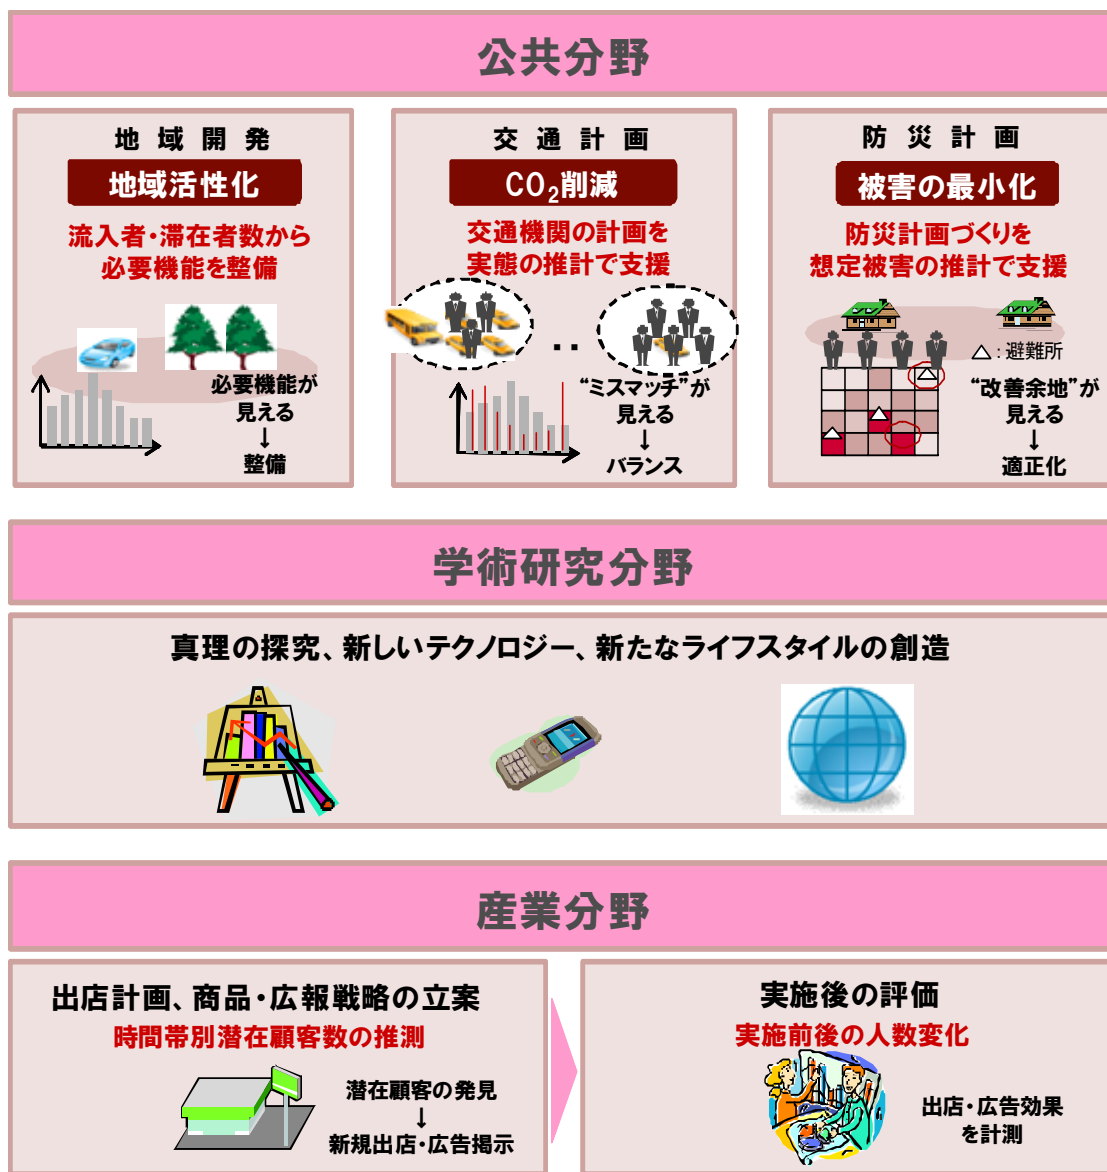 公共分野
地域開発
地域活性化
流入者・滞在者数から
必要機能を整備
必要機能が
見える
↓
整備
交通計画
CO₂削減
交通機関の計画を
実態の推計で支援
‥
“ミスマッチ”が
見える
↓
バランス
防災計画
被害の最小化
防災計画づくりを
想定被害の推計で支援
△:避難所
“改善余地”が
見える
↓
適正化
学術研究分野
真理の探究、新しいテクノロジー、新たなライフスタイルの創造
産業分野
出店計画、商品・広報戦略の立案
時間帯別潜在顧客数の推測
潜在顧客の発見
↓
新規出店・広告掲示
実施後の評価
実施前後の人数変化
出店・広告効果
を計測